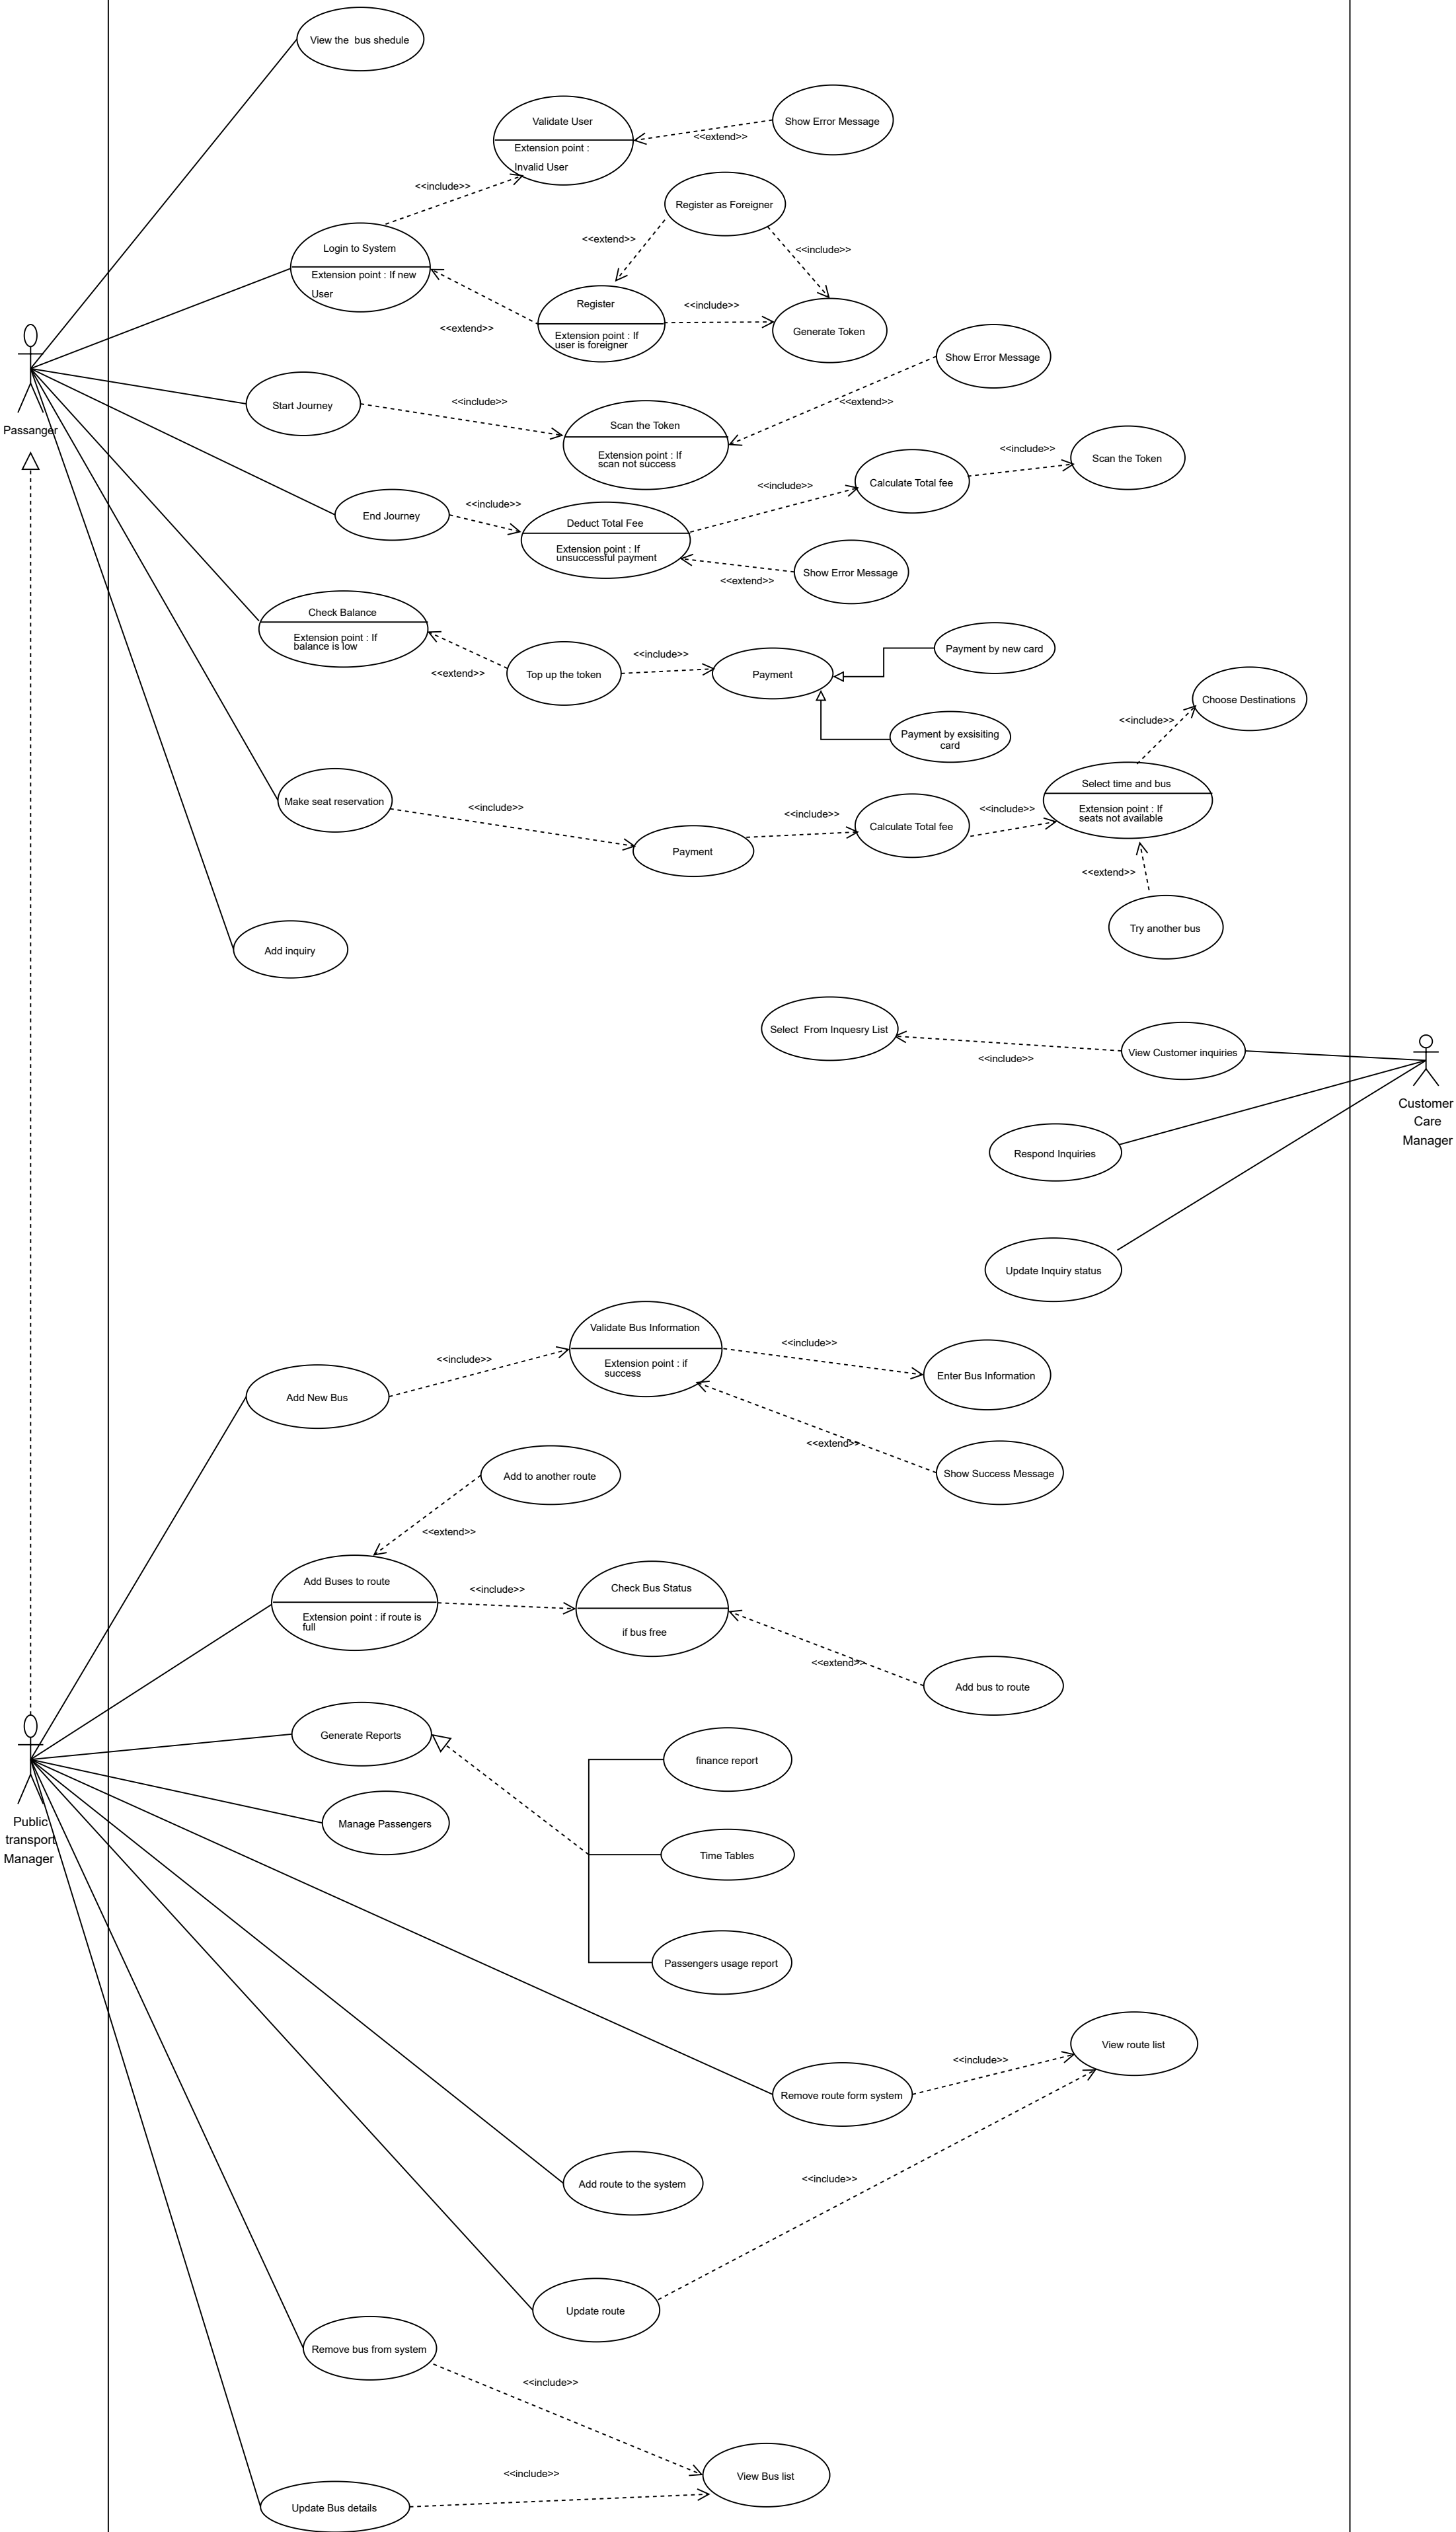 View the  bus shedule
Validate User
Extension point :
Invalid User
Show Error Message
<<extend>>
<<include>>
Register as Foreigner
<<extend>>
<<include>>
Login to System
Extension point : If new
User
<<extend>>
Register
Extension point : If
user is foreigner
<<include>>
Generate Token
Passanger
Start Journey
<<include>>
Scan the Token
Extension point : If
scan not success
Show Error Message
<<extend>>
End Journey
<<include>>
Deduct Total Fee
Extension point : If
unsuccessful payment
<<include>>
Calculate Total fee
<<include>>
Scan the Token
<<extend>>
Show Error Message
Check Balance
Extension point : If
balance is low
<<extend>>
Top up the token
<<include>>
Payment
Payment by new card
Payment by exsisiting
card
Choose Destinations
<<include>>
Make seat reservation
<<include>>
Payment
<<include>>
Calculate Total fee
<<include>>
Select time and bus
Extension point : If
seats not available
<<extend>>
Try another bus
Add inquiry
Select  From Inquesry List
<<include>>
View Customer inquiries
Customer
Care
Manager
Respond Inquiries
Update Inquiry status
Add New Bus
<<include>>
Validate Bus Information
Extension point : if
success
<<include>>
Enter Bus Information
<<extend>>
Show Success Message
Add to another route
<<extend>>
Add Buses to route
Extension point : if route is
full
<<include>>
Check Bus Status
if bus free
<<extend>>
Add bus to route
Generate Reports
finance report
Public
transport
Manager
Manage Passengers
Time Tables
Passengers usage report
Remove route form system
<<include>>
View route list
Add route to the system
<<include>>
Update route
Remove bus from system
<<include>>
View Bus list
<<include>>
Update Bus details